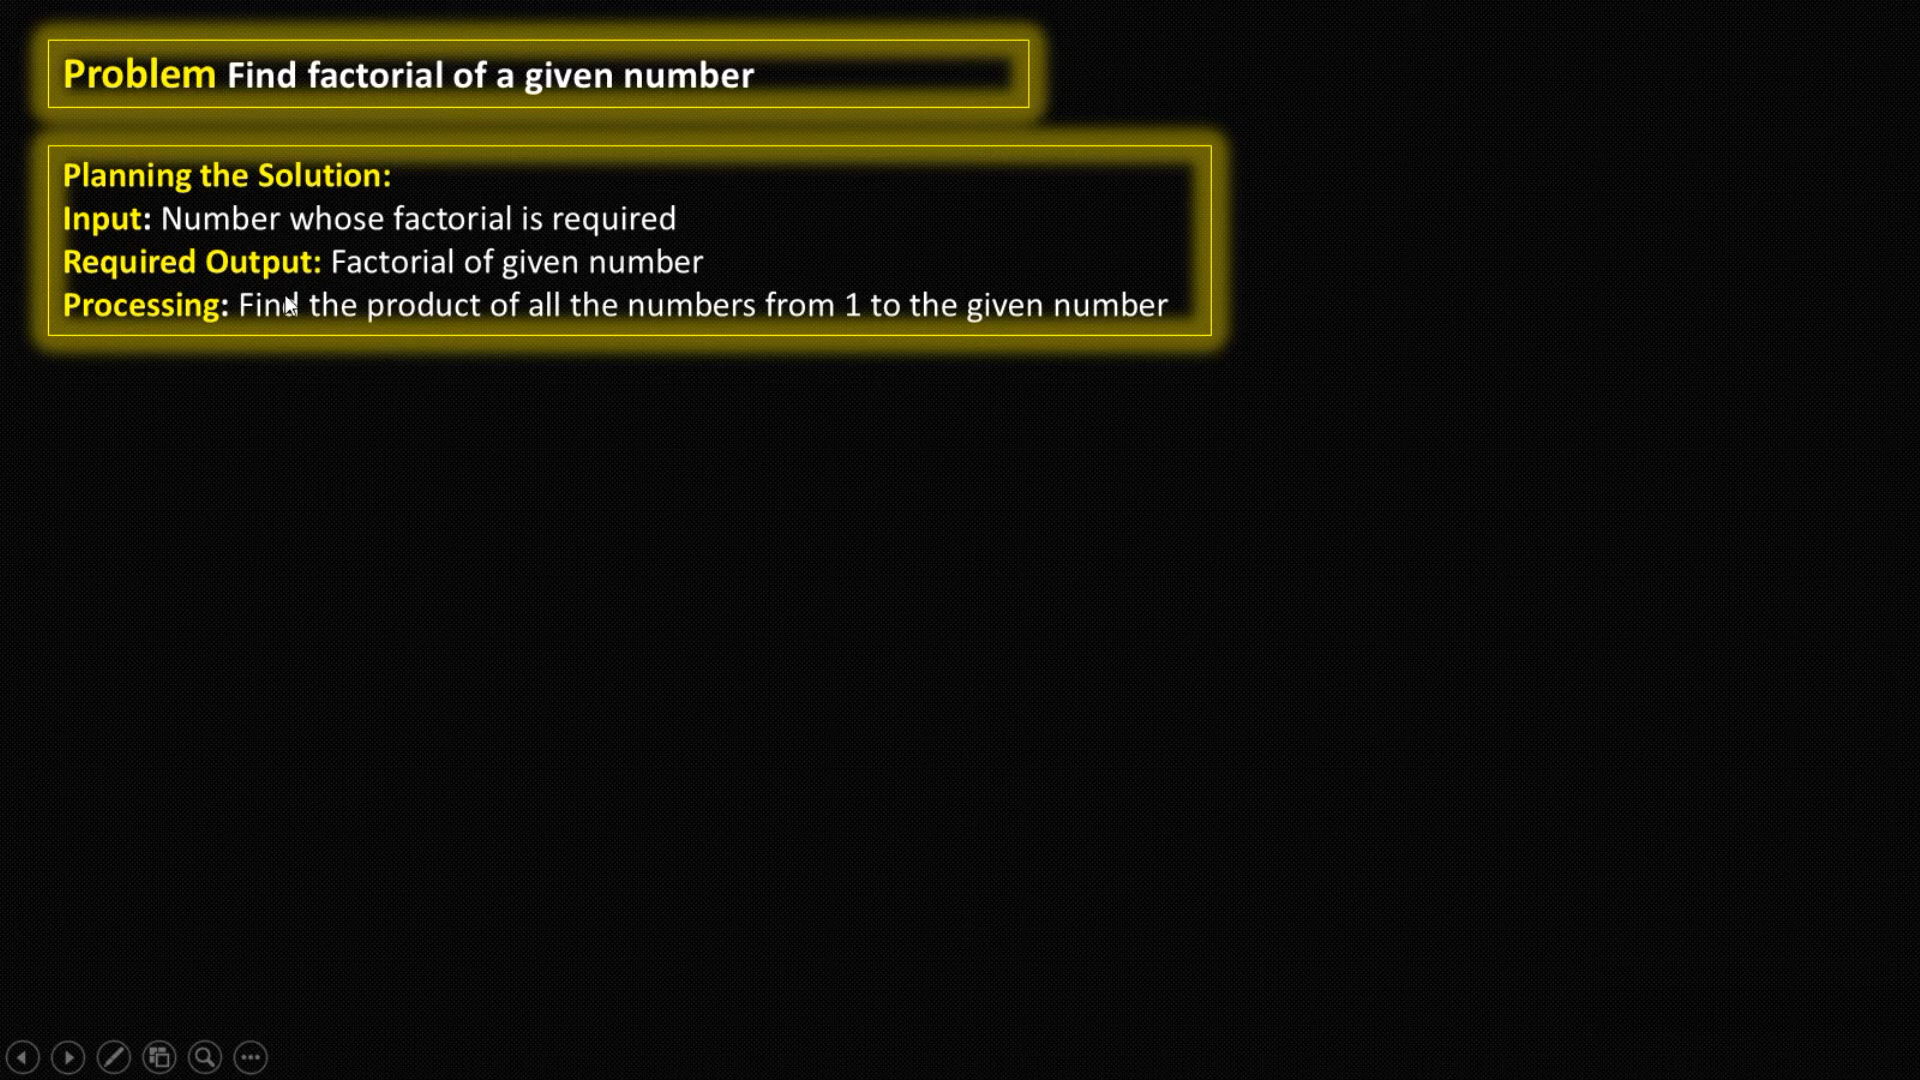 Problem Find factorial of a given number
Planning the Solution:
Input: Number whose factorial is required
Required Output: Factorial of given number
Processing: Find the product of all the numbers from 1 to the given number